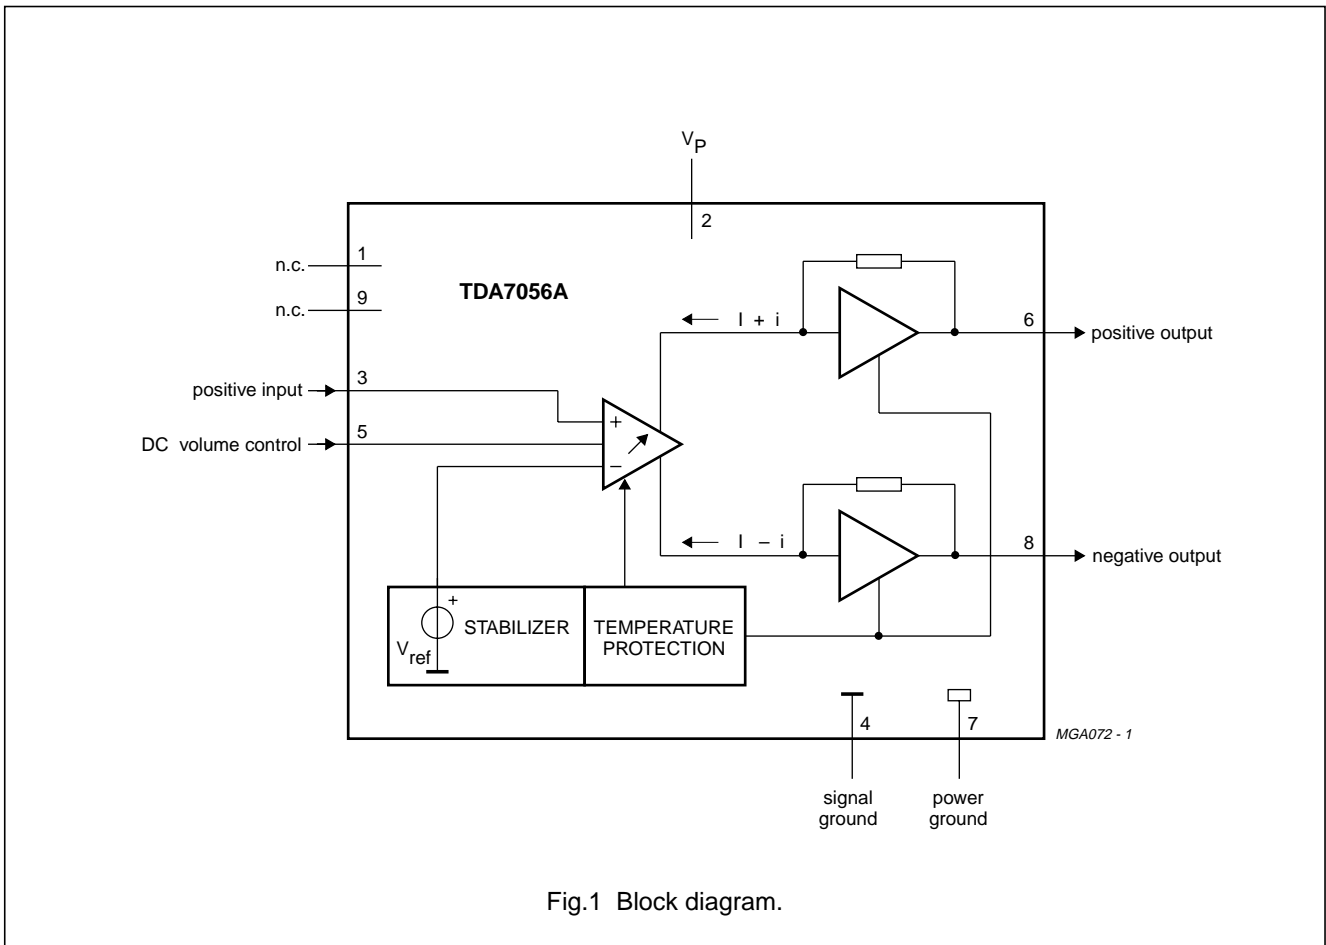 V P
2
n.c. 1
n.c. 9
TDA7056A
I + i
6 positive output
positive input 3
DC volume control 5
+
−
I − i
8 negative output
+
STABILIZER
V ref
TEMPERATURE
PROTECTION
4
7
MGA072 - 1
signal
ground
power
ground
Fig.1 Block diagram.